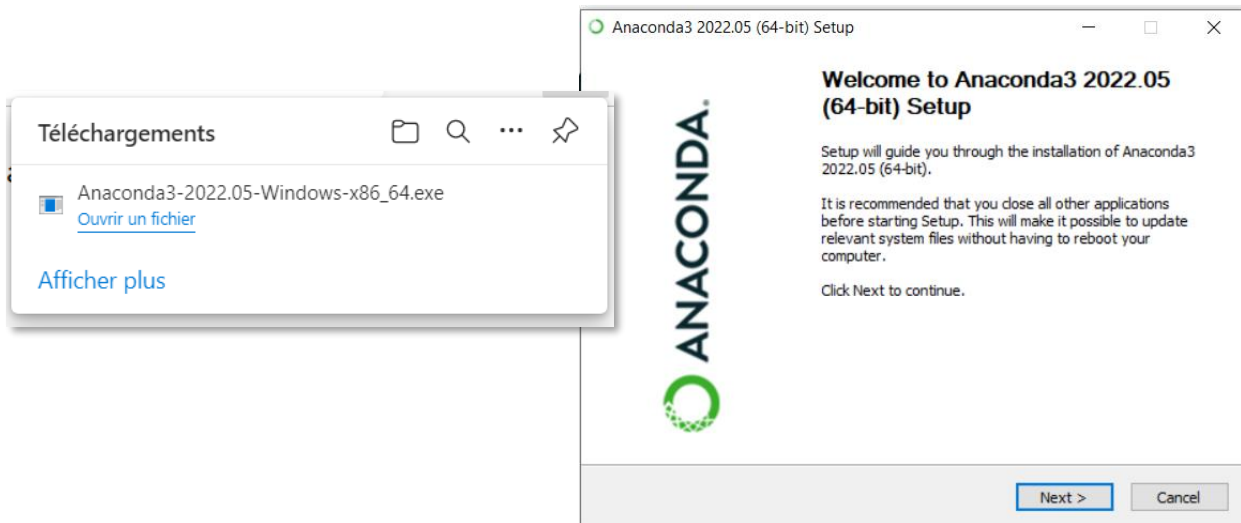 Téléchargements
Anaconda3-2022.05-Windows-x86_64.exe
Ouvrir un fichier
Afficher plus
Anaconda3 2022.05 (64-bit) Setup
ANACONDA.
Welcome to Anaconda3 2022.05
(64-bit) Setup
Setup will guide you through the installation of Anaconda3
2022.05 (64-bit).
It is recommended that you close all other applications
before starting Setup. This will make it possible to update
relevant system files without having to reboot your
computer.
Click Next to continue.
Next >
Cancel